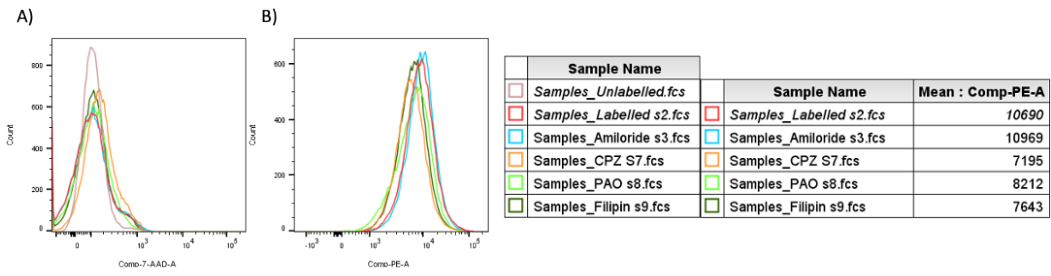 A)
B)
800
600
400
200
0
Count
0
10^3
10^4
10^5
Comp-7-AAD-A
600
400
200
0
Count
-10^3
0
10^3
10^4
10^5
Comp-PE-A
Sample Name
Samples_Unlabelled.fcs
Samples_Labelled s2.fcs
Samples_Amiloride s3.fcs
Samples_CPZ S7.fcs
Samples_PAO s8.fcs
Samples_Filipin s9.fcs
Sample Name Mean : Comp-PE-A
Samples_Labelled s2.fcs 10690
Samples_Amiloride s3.fcs 10969
Samples_CPZ S7.fcs 7195
Samples_PAO s8.fcs 8212
Samples_Filipin s9.fcs 7643